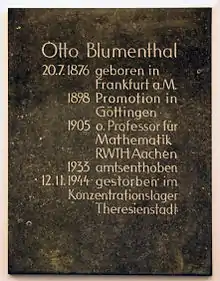 Otto Blumenthal
20.7.1876 geboren in
Frankfurt a.M.
1898 Promotion in
Göttingen
1905 o. Professor für
Mathematik
RWTH Aachen
1933 amtsenthoben
12.11.1944 gestorben im
Konzentrationslager
Theresienstadt